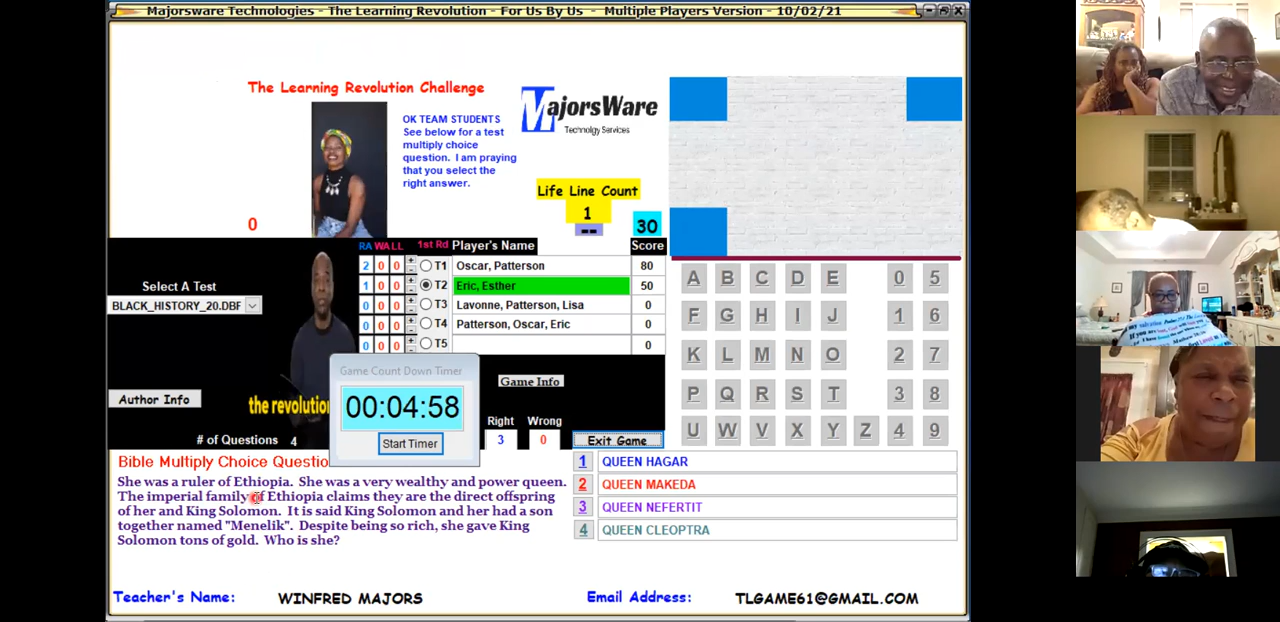 Majorsware Technologies - The Learning Revolution - For Us By Us - Multiple Players Version - 10/02/21
The Learning Revolution Challenge
OK TEAM STUDENTS
See below for a test
multiply choice
question. I am praying
that you select the
right answer.
MajorsWare
Technolgy Services
Life Line Count
1
--
30
0
RA WA LL 1st Rd Player's Name Score
2 0 0 + - T1 Oscar, Patterson 80
1 0 0 + - T2 Eric, Esther 50
0 0 0 + - T3 Lavonne, Patterson, Lisa 0
0 0 0 + - T4 Patterson, Oscar, Eric 0
0 0 0 + - T5 0
Select A Test
BLACK_HISTORY_20.DBF
Game Count Down Timer
00:04:58
Start Timer
Game Info
Author Info
the revolution
# of Questions 4
Right Wrong
3 0
Exit Game
A B C D E 0 5
F G H I J 1 6
K L M N O 2 7
P Q R S T 3 8
U W V X Y Z 4 9
Bible Multiply Choice Questio
She was a ruler of Ethiopia. She was a very wealthy and power queen.
The imperial family of Ethiopia claims they are the direct offspring
of her and King Solomon. It is said King Solomon and her had a son
together named "Menelik". Despite being so rich, she gave King
Solomon tons of gold. Who is she?
1 QUEEN HAGAR
2 QUEEN MAKEDA
3 QUEEN NEFERTIT
4 QUEEN CLEOPTRA
Teacher's Name: WINFRED MAJORS
Email Address: TLGAME61@GMAIL.COM